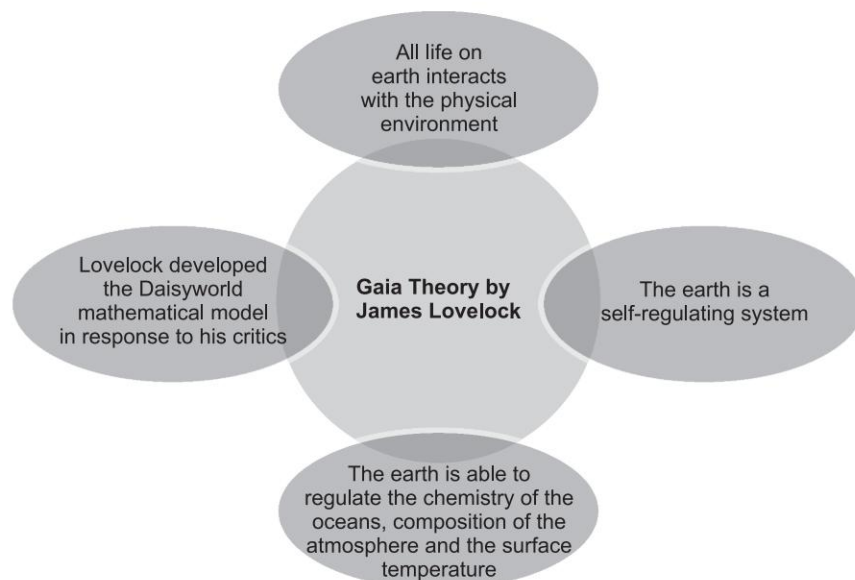 All life on
earth interacts
with the physical
environment
Lovelock developed
the Daisyworld
mathematical model
in response to his critics
Gaia Theory by
James Lovelock
The earth is a
self-regulating system
The earth is able to
regulate the chemistry of the
oceans, composition of the
atmosphere and the surface
temperature